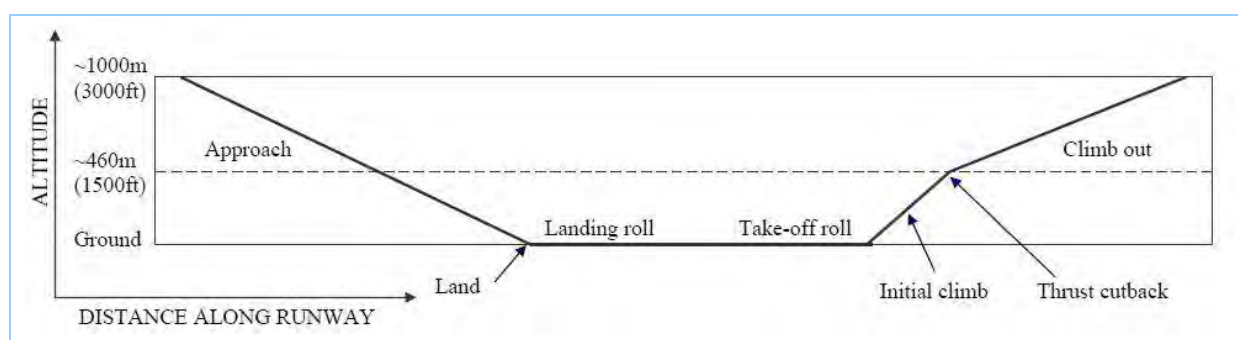 ~1000m
(3000ft)
ALTITUDE
Approach
~460m
(1500ft)
Climb out
Ground
Landing roll
Take-off roll
Land
Initial climb
Thrust cutback
DISTANCE ALONG RUNWAY